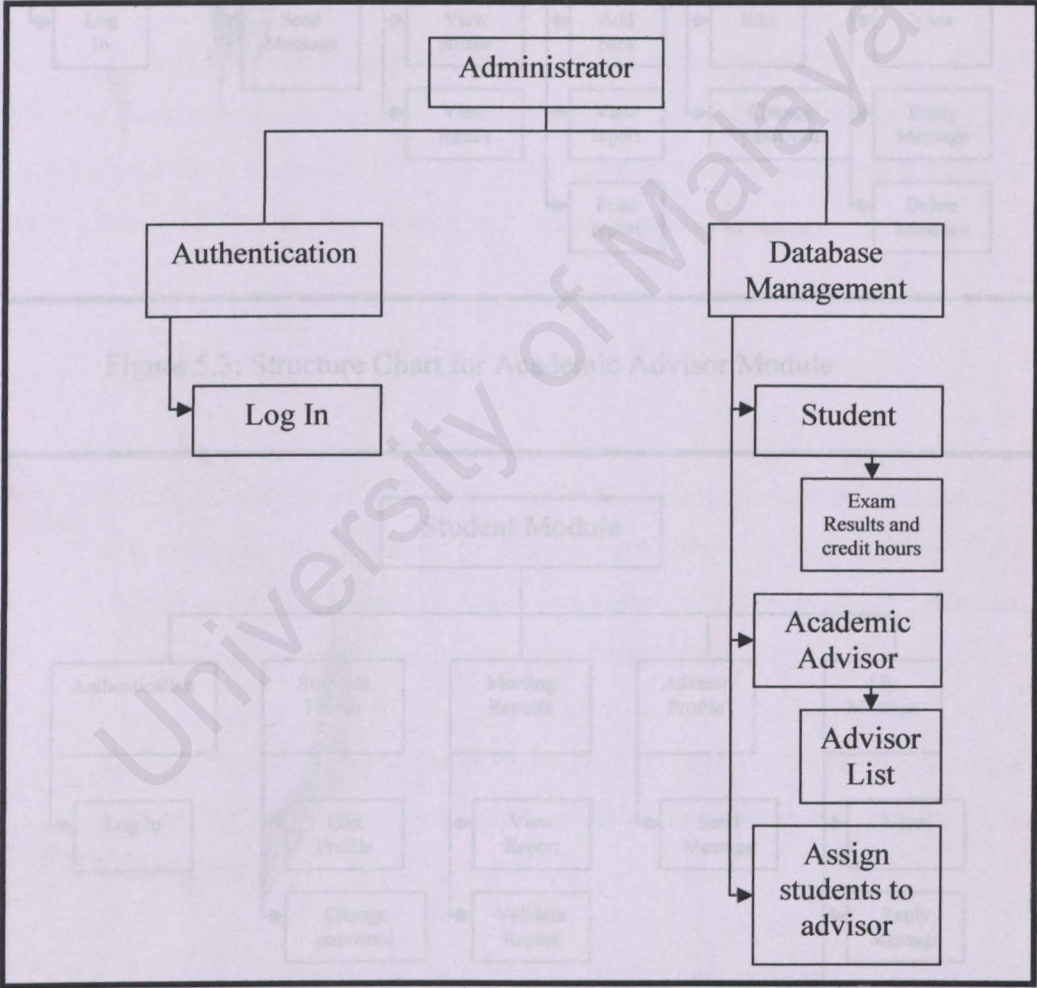 Administrator
Authentication
Database
Management
Log In
Student
Exam
Results and
credit hours
Academic
Advisor
Advisor
List
Assign
students to
advisor
University of Malaya
Log
In
Send
Message
View
Profile
Add
New
Edit
View
View
Report
Reply
Message
Print
Report
Delete
Message
Figure 5.3: Structure Chart for Academic Advisor Module
Student Module
Authentication
Profile
Meeting
Reports
Advisor
Profile
Log In
Edit
Profile
View
Report
Send
Message
View
Change
password
Validate
Report
Reply
Message